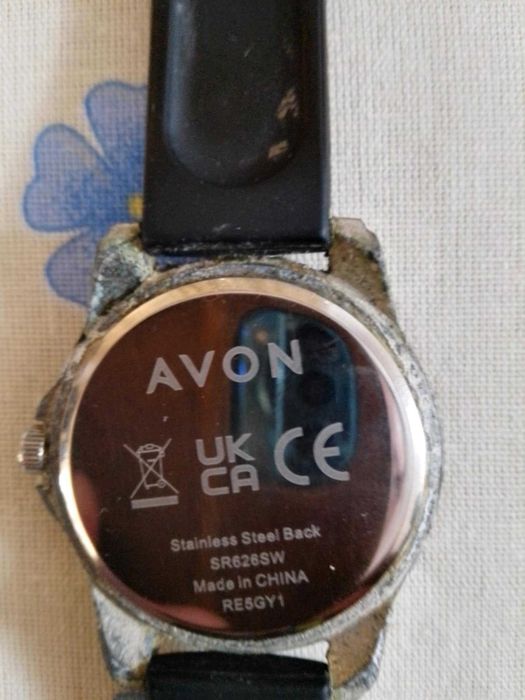 AVON
UK
CA CE
Stainless Steel Back
SR626SW
Made in CHINA
RE5GY1